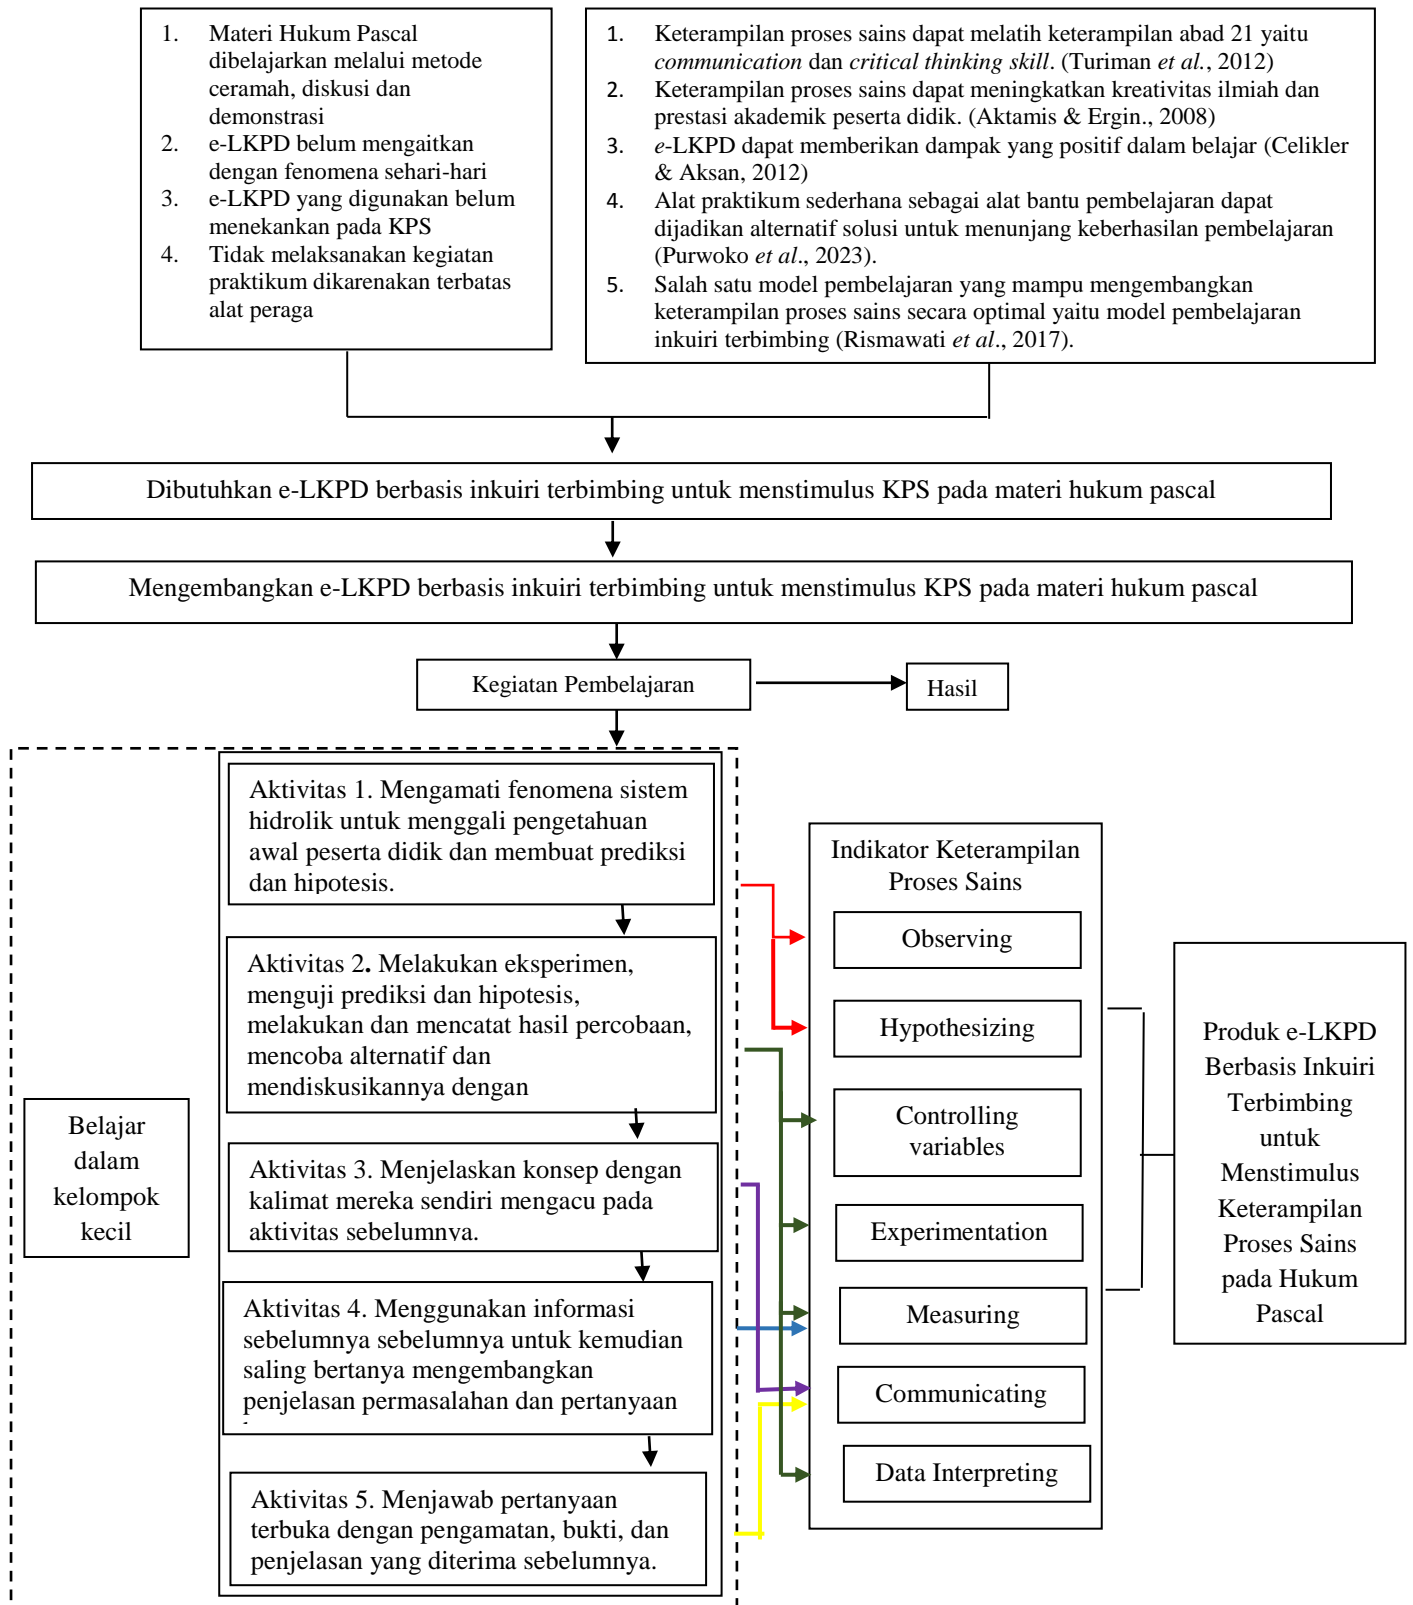 1. Materi Hukum Pascal
dibelajarkan melalui metode
ceramah, diskusi dan
demonstrasi
2. e-LKPD belum mengaitkan
dengan fenomena sehari-hari
3. e-LKPD yang digunakan belum
menekankan pada KPS
4. Tidak melaksanakan kegiatan
praktikum dikarenakan terbatas
alat peraga
1. Keterampilan proses sains dapat melatih keterampilan abad 21 yaitu
communication dan critical thinking skill. (Turiman et al., 2012)
2. Keterampilan proses sains dapat meningkatkan kreativitas ilmiah dan
prestasi akademik peserta didik. (Aktamis & Ergin., 2008)
3. e-LKPD dapat memberikan dampak yang positif dalam belajar (Celikler
& Aksan, 2012)
4. Alat praktikum sederhana sebagai alat bantu pembelajaran dapat
dijadikan alternatif solusi untuk menunjang keberhasilan pembelajaran
(Purwoko et al., 2023).
5. Salah satu model pembelajaran yang mampu mengembangkan
keterampilan proses sains secara optimal yaitu model pembelajaran
inkuiri terbimbing (Rismawati et al., 2017).
Dibutuhkan e-LKPD berbasis inkuiri terbimbing untuk menstimulus KPS pada materi hukum pascal
Mengembangkan e-LKPD berbasis inkuiri terbimbing untuk menstimulus KPS pada materi hukum pascal
Kegiatan Pembelajaran
Hasil
Belajar
dalam
kelompok
kecil
Aktivitas 1. Mengamati fenomena sistem
hidrolik untuk menggali pengetahuan
awal peserta didik dan membuat prediksi
dan hipotesis.
Aktivitas 2. Melakukan eksperimen,
menguji prediksi dan hipotesis,
melakukan dan mencatat hasil percobaan,
mencoba alternatif dan
mendiskusikannya dengan
Aktivitas 3. Menjelaskan konsep dengan
kalimat mereka sendiri mengacu pada
aktivitas sebelumnya.
Aktivitas 4. Menggunakan informasi
sebelumnya sebelumnya untuk kemudian
saling bertanya mengembangkan
penjelasan permasalahan dan pertanyaan
Aktivitas 5. Menjawab pertanyaan
terbuka dengan pengamatan, bukti, dan
penjelasan yang diterima sebelumnya.
Indikator Keterampilan
Proses Sains
Observing
Hypothesizing
Controlling
variables
Experimentation
Measuring
Communicating
Data Interpreting
Produk e-LKPD
Berbasis Inkuiri
Terbimbing
untuk
Menstimulus
Keterampilan
Proses Sains
pada Hukum
Pascal